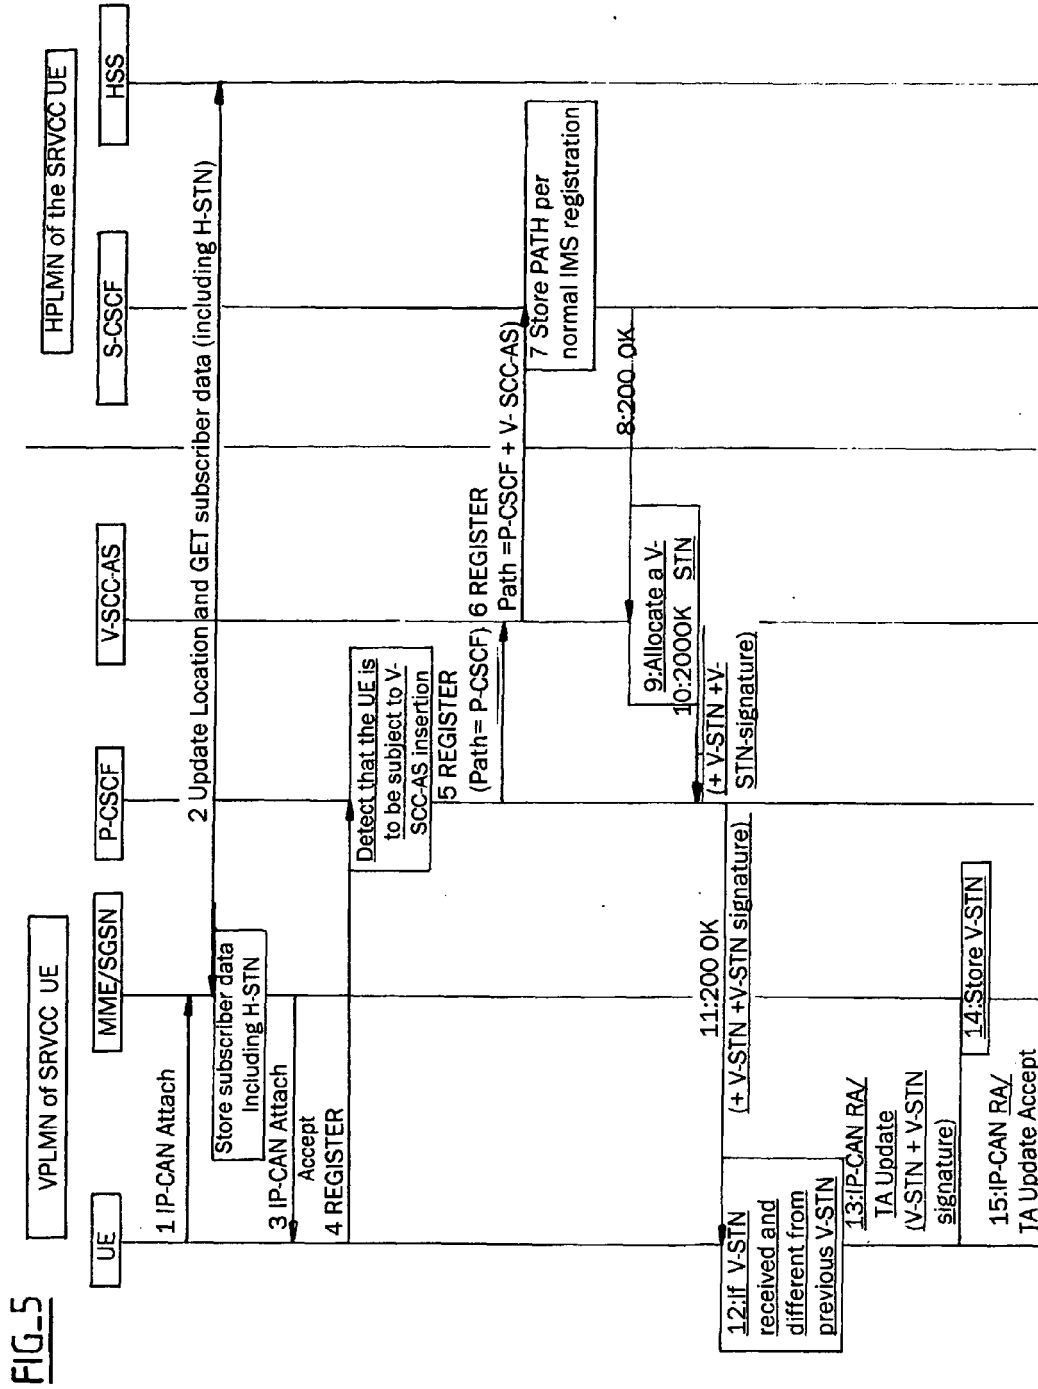 FIG_5
VPLMN of SRVCC UE
HPLMN of the SRVCC UE
UE
MME/SGSN
P-CSCF
V-SCC-AS
S-CSCF
HSS
1 IP-CAN Attach
2 Update Location and GET subscriber data (including H-STN)
Store subscriber data
Including H-STN
3 IP-CAN Attach
Accept
4 REGISTER
Detect that the UE is
to be subject to V-
SCC-AS insertion
5 REGISTER
(Path= P-CSCF)
6 REGISTER
Path =P-CSCF + V- SCC-AS)
7 Store PATH per
normal IMS registration
8:200 OK
9:Allocate a V-
STN
10:200OK
(+ V-STN +V-
STN-signature)
11:200 OK
(+ V-STN +V-STN signature)
12:If V-STN
received and
different from
previous V-STN
13:IP-CAN RA/
TA Update
(V-STN + V-STN
signature)
14:Store V-STN
15:IP-CAN RA/
TA Update Accept